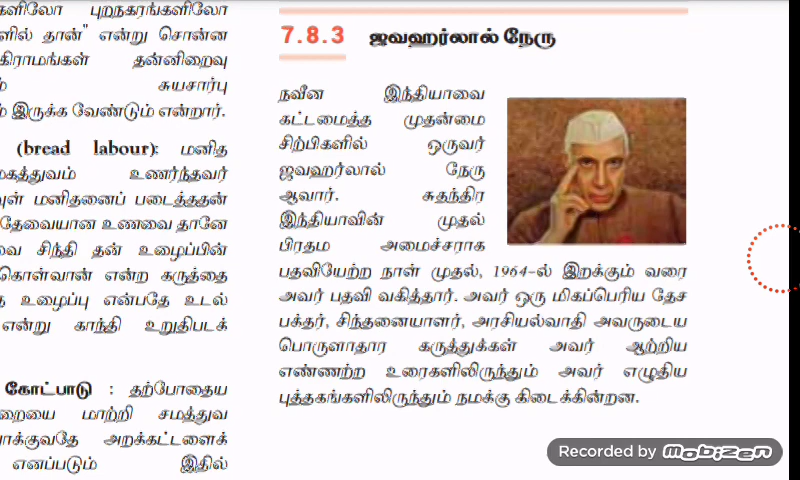 களிலோ புறநகரங்களிலோ
ளில் தான்" என்று சொன்ன
கிராமங்கள் தன்னிறைவு
ம் சுயசார்பு
ம் இருக்க வேண்டும் என்றார்.
(bread labour): மனித
மகத்துவம் உணர்ந்தவர்
வுள் மனிதனைப் படைத்ததன்
தேவையான உணவை தானே
வை சிந்தி தன் உழைப்பின்
கொள்வான் என்ற கருத்தை
உழைப்பு என்பதே உடல்
என்று காந்தி உறுதிபடக்
கோட்பாடு : தற்போதைய
றையை மாற்றி சமத்துவ
வாக்குவதே அறக்கட்டளைக்
எனப்படும் இதில்
7.8.3 ஜவஹர்லால் நேரு
நவீன இந்தியாவை
கட்டமைத்த முதன்மை
சிற்பிகளில் ஒருவர்
ஜவஹர்லால் நேரு
ஆவார். சுதந்திர
இந்தியாவின் முதல்
பிரதம அமைச்சராக
பதவியேற்ற நாள் முதல், 1964-ல் இறக்கும் வரை
அவர் பதவி வகித்தார். அவர் ஒரு மிகப்பெரிய தேச
பக்தர், சிந்தனையாளர், அரசியல்வாதி அவருடைய
பொருளாதார கருத்துக்கள் அவர் ஆற்றிய
எண்ணற்ற உரைகளிலிருந்தும் அவர் எழுதிய
புத்தகங்களிலிருந்தும் நமக்கு கிடைக்கின்றன.
Recorded by Mobizen